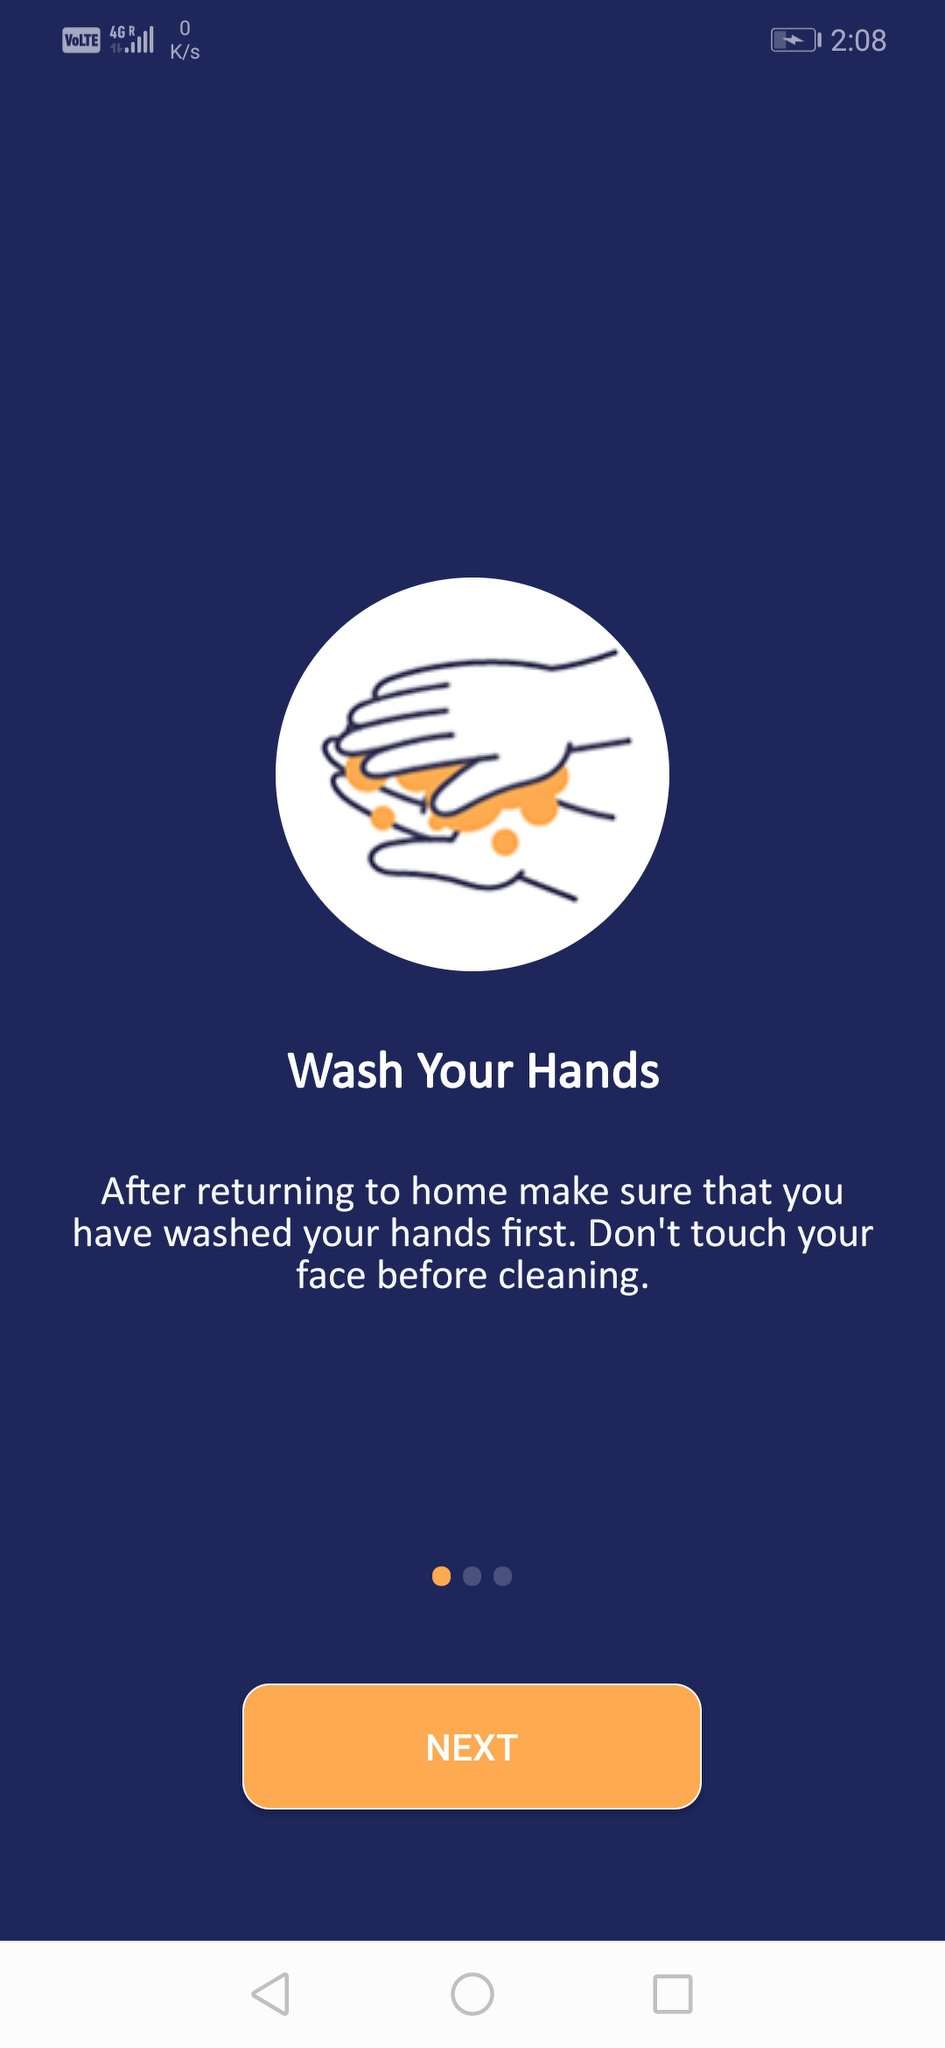 VoLTE 4G R 0
K/s
2:08
Wash Your Hands
After returning to home make sure that you
have washed your hands first. Don't touch your
face before cleaning.
NEXT